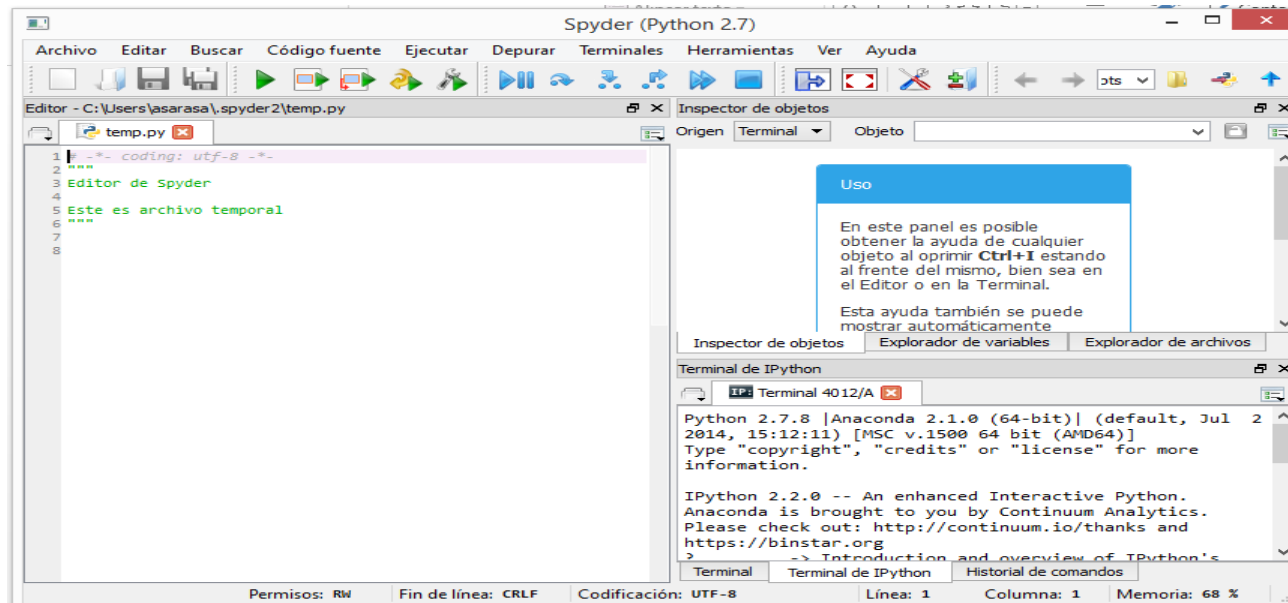 Spyder (Python 2.7)
Archivo Editar Buscar Código fuente Ejecutar Depurar Terminales Herramientas Ver Ayuda
Editor - C:\Users\asarasa\.spyder2\temp.py
temp.py
1 # -*- coding: utf-8 -*-
2 """
3 Editor de Spyder
4
5 Este es archivo temporal
6 """
7
8
Inspector de objetos
Origen Terminal Objeto
Uso
En este panel es posible
obtener la ayuda de cualquier
objeto al oprimir Ctrl+I estando
al frente del mismo, bien sea en
el Editor o en la Terminal.
Esta ayuda también se puede
mostrar automáticamente
Inspector de objetos Explorador de variables Explorador de archivos
Terminal de IPython
IP: Terminal 4012/A
Python 2.7.8 |Anaconda 2.1.0 (64-bit)| (default, Jul 2
2014, 15:12:11) [MSC v.1500 64 bit (AMD64)]
Type "copyright", "credits" or "license" for more
information.
IPython 2.2.0 -- An enhanced Interactive Python.
Anaconda is brought to you by Continuum Analytics.
Please check out: http://continuum.io/thanks and
https://binstar.org
? -> Introduction and overview of IPython's
Terminal Terminal de IPython Historial de comandos
Permisos: RW Fin de línea: CRLF Codificación: UTF-8 Línea: 1 Columna: 1 Memoria: 68 %